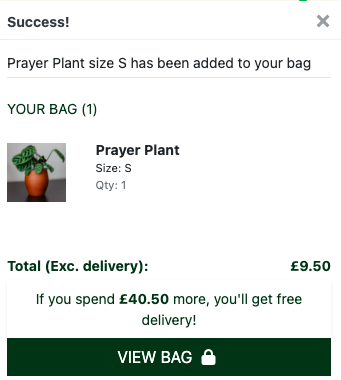 Success!
Prayer Plant size S has been added to your bag
YOUR BAG (1)
Prayer Plant
Size: S
Qty: 1
Total (Exc. delivery): £9.50
If you spend £40.50 more, you'll get free
delivery!
VIEW BAG